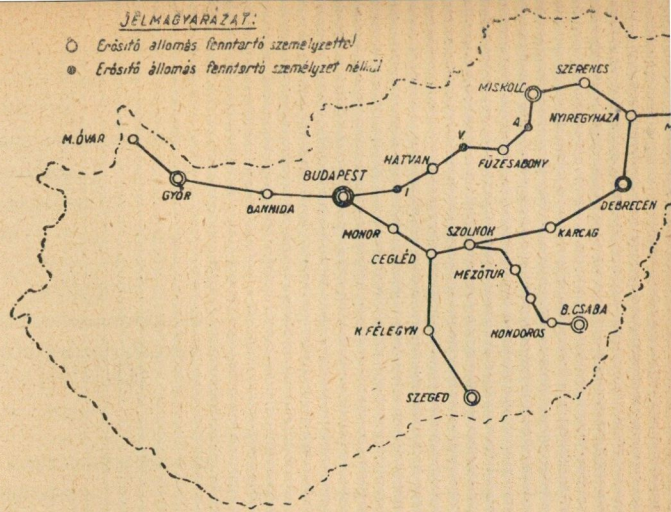 JELMAGYARÁZAT:
Erősítő állomás fenntartó személyzettel
Erősítő állomás fenntartó személyzet nélkül
SZERENCS
MISKOLC
NYIREGYHÁZA
M
A
V
M.ÓVAR
HATVAN
FÜZESABONY
BUDAPEST
I
GYŐR
BÁNHIDA
DEBRECEN
MONOR
SZOLNOK
KARCAG
CEGLÉD
MEZŐTÚR
B.CSABA
K.FÉLEGYH
KONDOROS
SZEGED